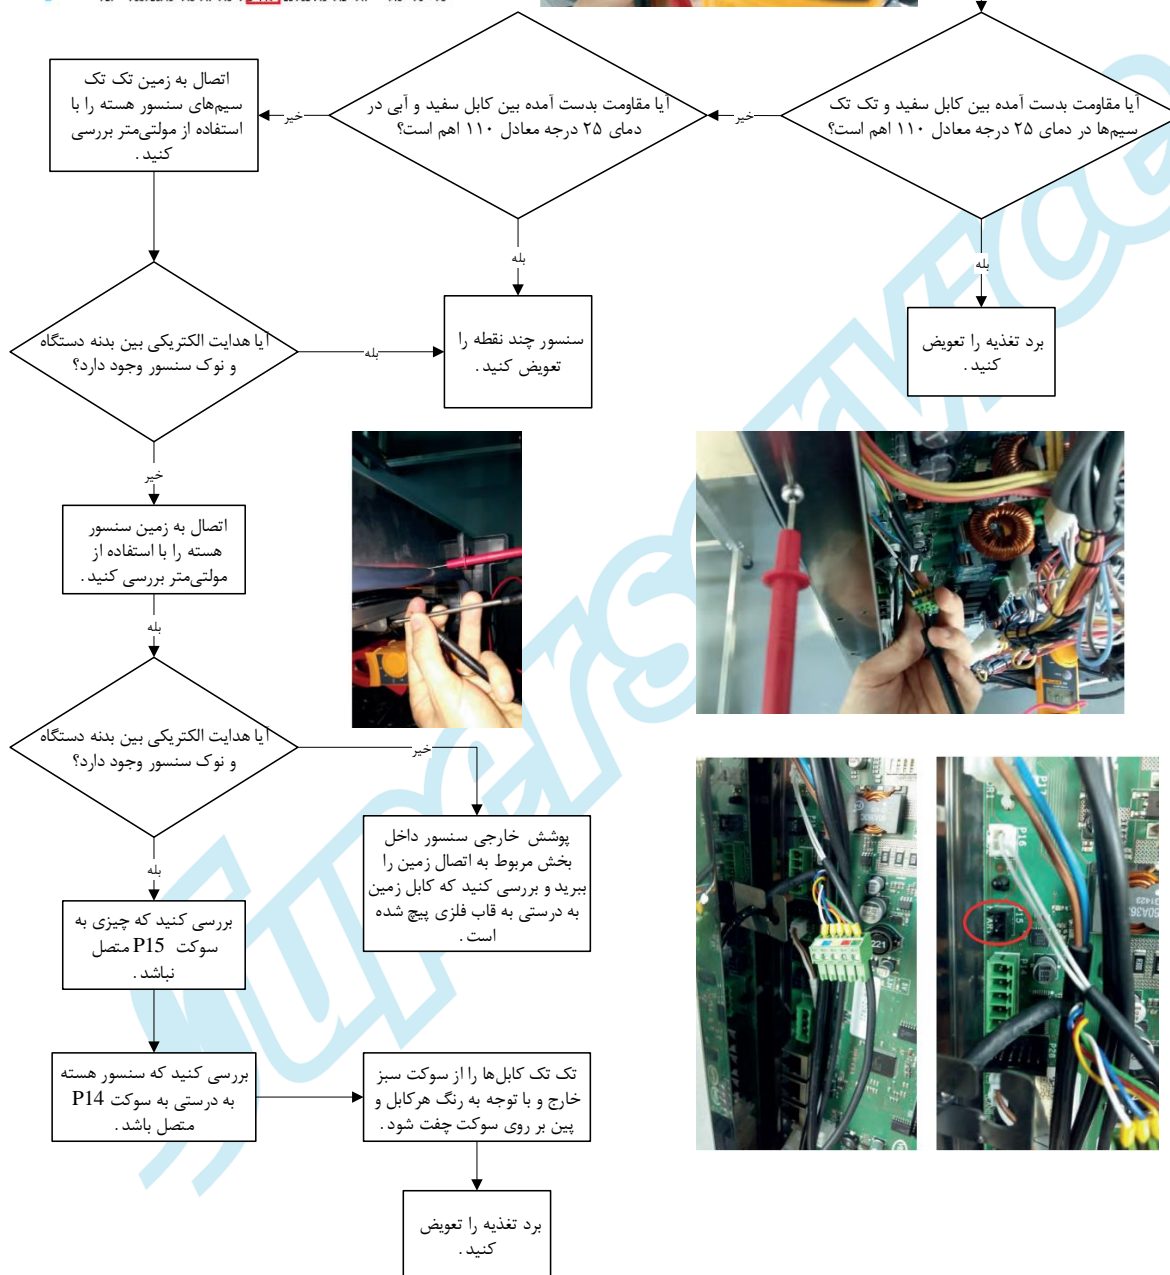 آیا مقاومت بدست آمده بین کابل سفید و تک تک
سیم‌ها در دمای ۲۵ درجه معادل ۱۱۰ اهم است؟
خیر
بله
برد تغذیه را تعویض
کنید.
آیا مقاومت بدست آمده بین کابل سفید و آبی در
دمای ۲۵ درجه معادل ۱۱۰ اهم است؟
خیر
بله
سنسور چند نقطه را
تعویض کنید.
اتصال به زمین تک تک
سیم‌های سنسور هسته را با
استفاده از مولتی‌متر بررسی
کنید.
آیا هدایت الکتریکی بین بدنه دستگاه
و نوک سنسور وجود دارد؟
بله
خیر
اتصال به زمین سنسور
هسته را با استفاده از
مولتی‌متر بررسی کنید.
بله
آیا هدایت الکتریکی بین بدنه دستگاه
و نوک سنسور وجود دارد؟
خیر
پوشش خارجی سنسور داخل
بخش مربوط به اتصال زمین را
ببرید و بررسی کنید که کابل زمین
به درستی به قاب فلزی پیچ شده
است.
بله
بررسی کنید که چیزی به
سوکت P15 متصل
نباشد.
بررسی کنید که سنسور هسته
به درستی به سوکت P14
متصل باشد.
تک تک کابل‌ها را از سوکت سبز
خارج و با توجه به رنگ هرکابل و
پین بر روی سوکت چفت شود.
برد تغذیه را تعویض
کنید.
Superservice
221
P17
P16
P14
P28